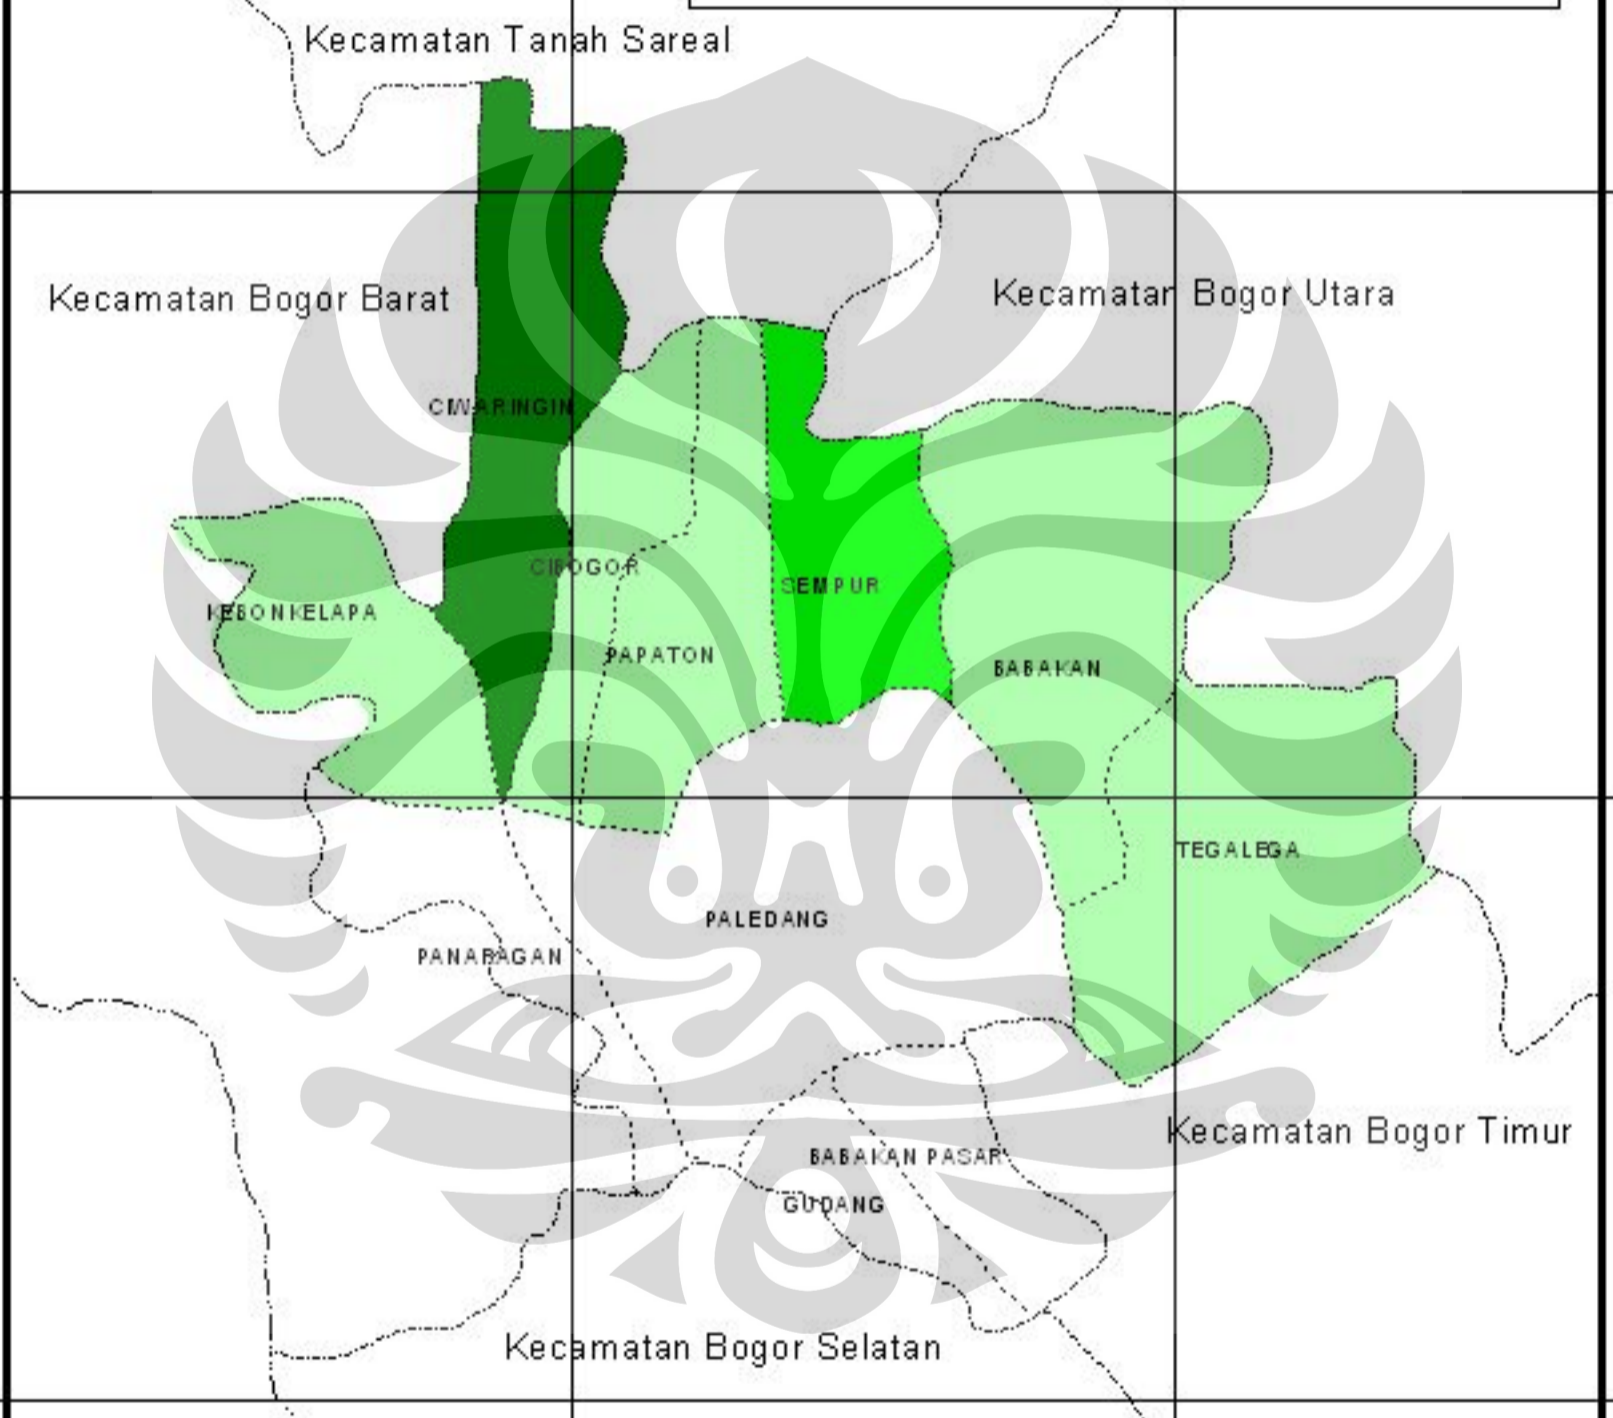 Kecamatan Tanah Sareal
Kecamatan Bogor Barat
Kecamatan Bogor Utara
CIWARINGIN
CIBOGOR
SEMPUR
KEBONKELAPA
PAPATON
BABAKAN
TEGALEGA
PALEDANG
PANARAGAN
Kecamatan Bogor Timur
BABAKAN PASAR
GUDANG
Kecamatan Bogor Selatan